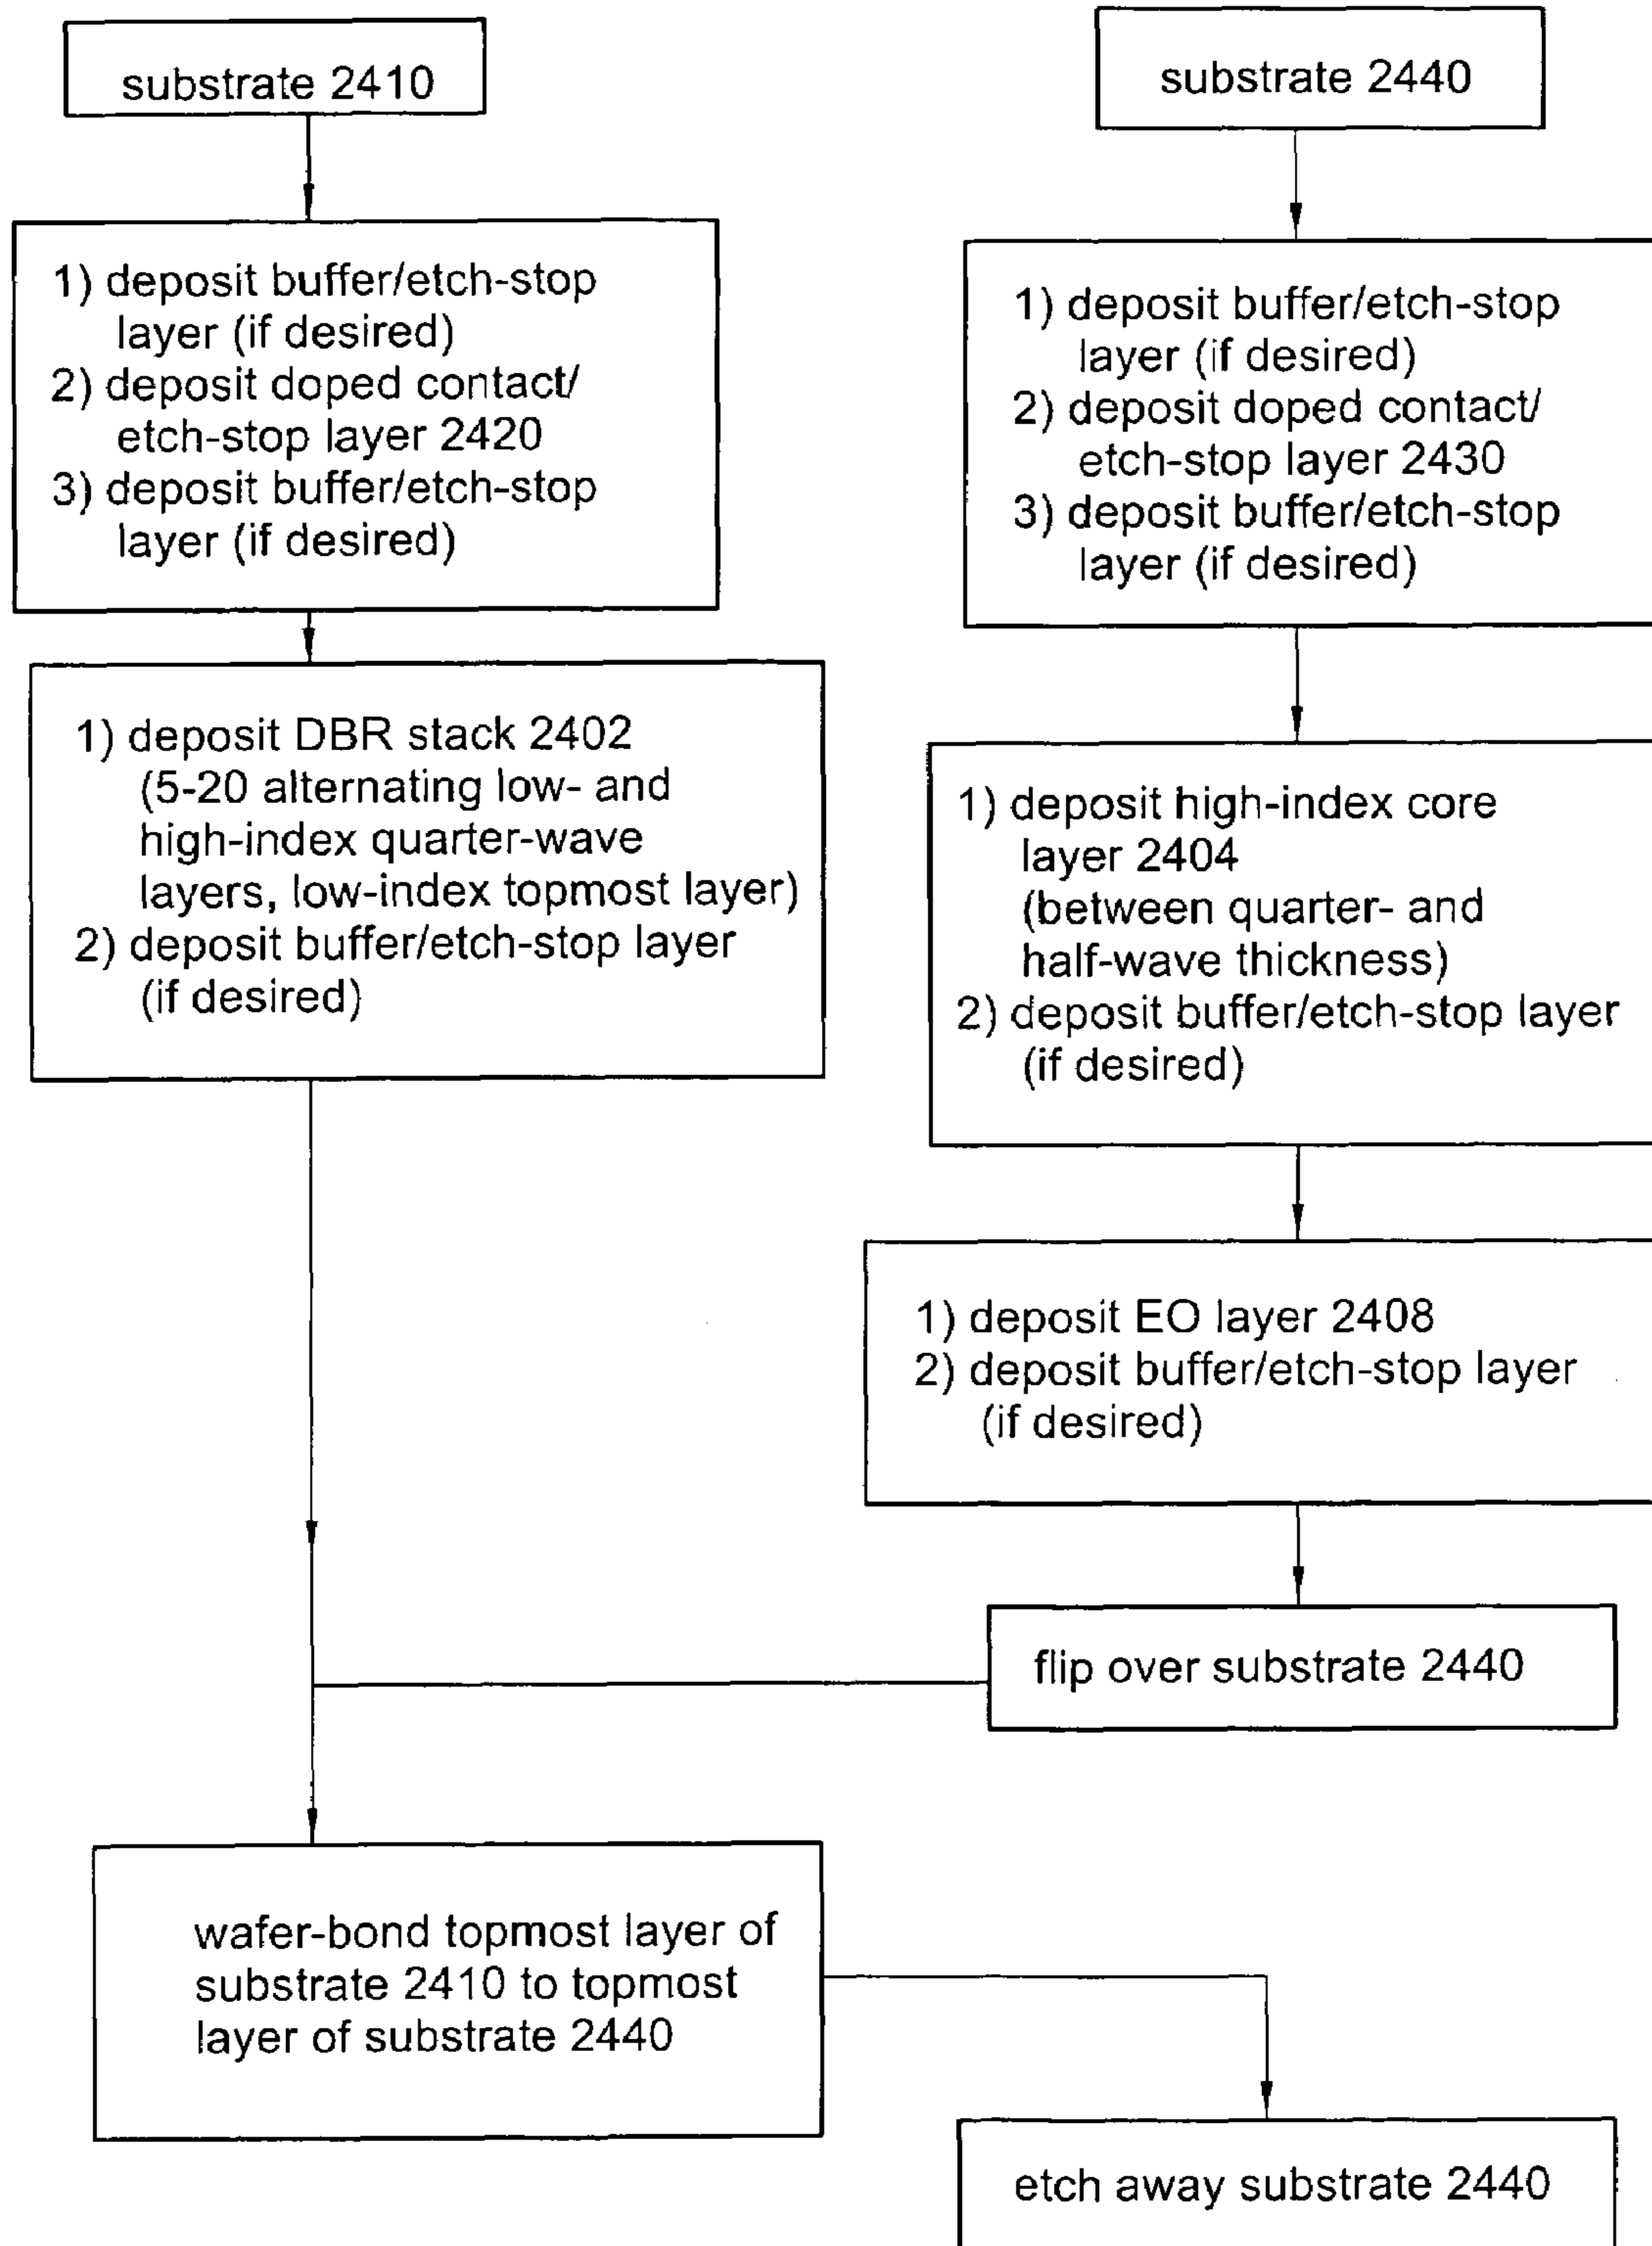 substrate 2410
1) deposit buffer/etch-stop
layer (if desired)
2) deposit doped contact/
etch-stop layer 2420
3) deposit buffer/etch-stop
layer (if desired)
1) deposit DBR stack 2402
(5-20 alternating low- and
high-index quarter-wave
layers, low-index topmost layer)
2) deposit buffer/etch-stop layer
(if desired)
substrate 2440
1) deposit buffer/etch-stop
layer (if desired)
2) deposit doped contact/
etch-stop layer 2430
3) deposit buffer/etch-stop
layer (if desired)
1) deposit high-index core
layer 2404
(between quarter- and
half-wave thickness)
2) deposit buffer/etch-stop layer
(if desired)
1) deposit EO layer 2408
2) deposit buffer/etch-stop layer
(if desired)
flip over substrate 2440
wafer-bond topmost layer of
substrate 2410 to topmost
layer of substrate 2440
etch away substrate 2440